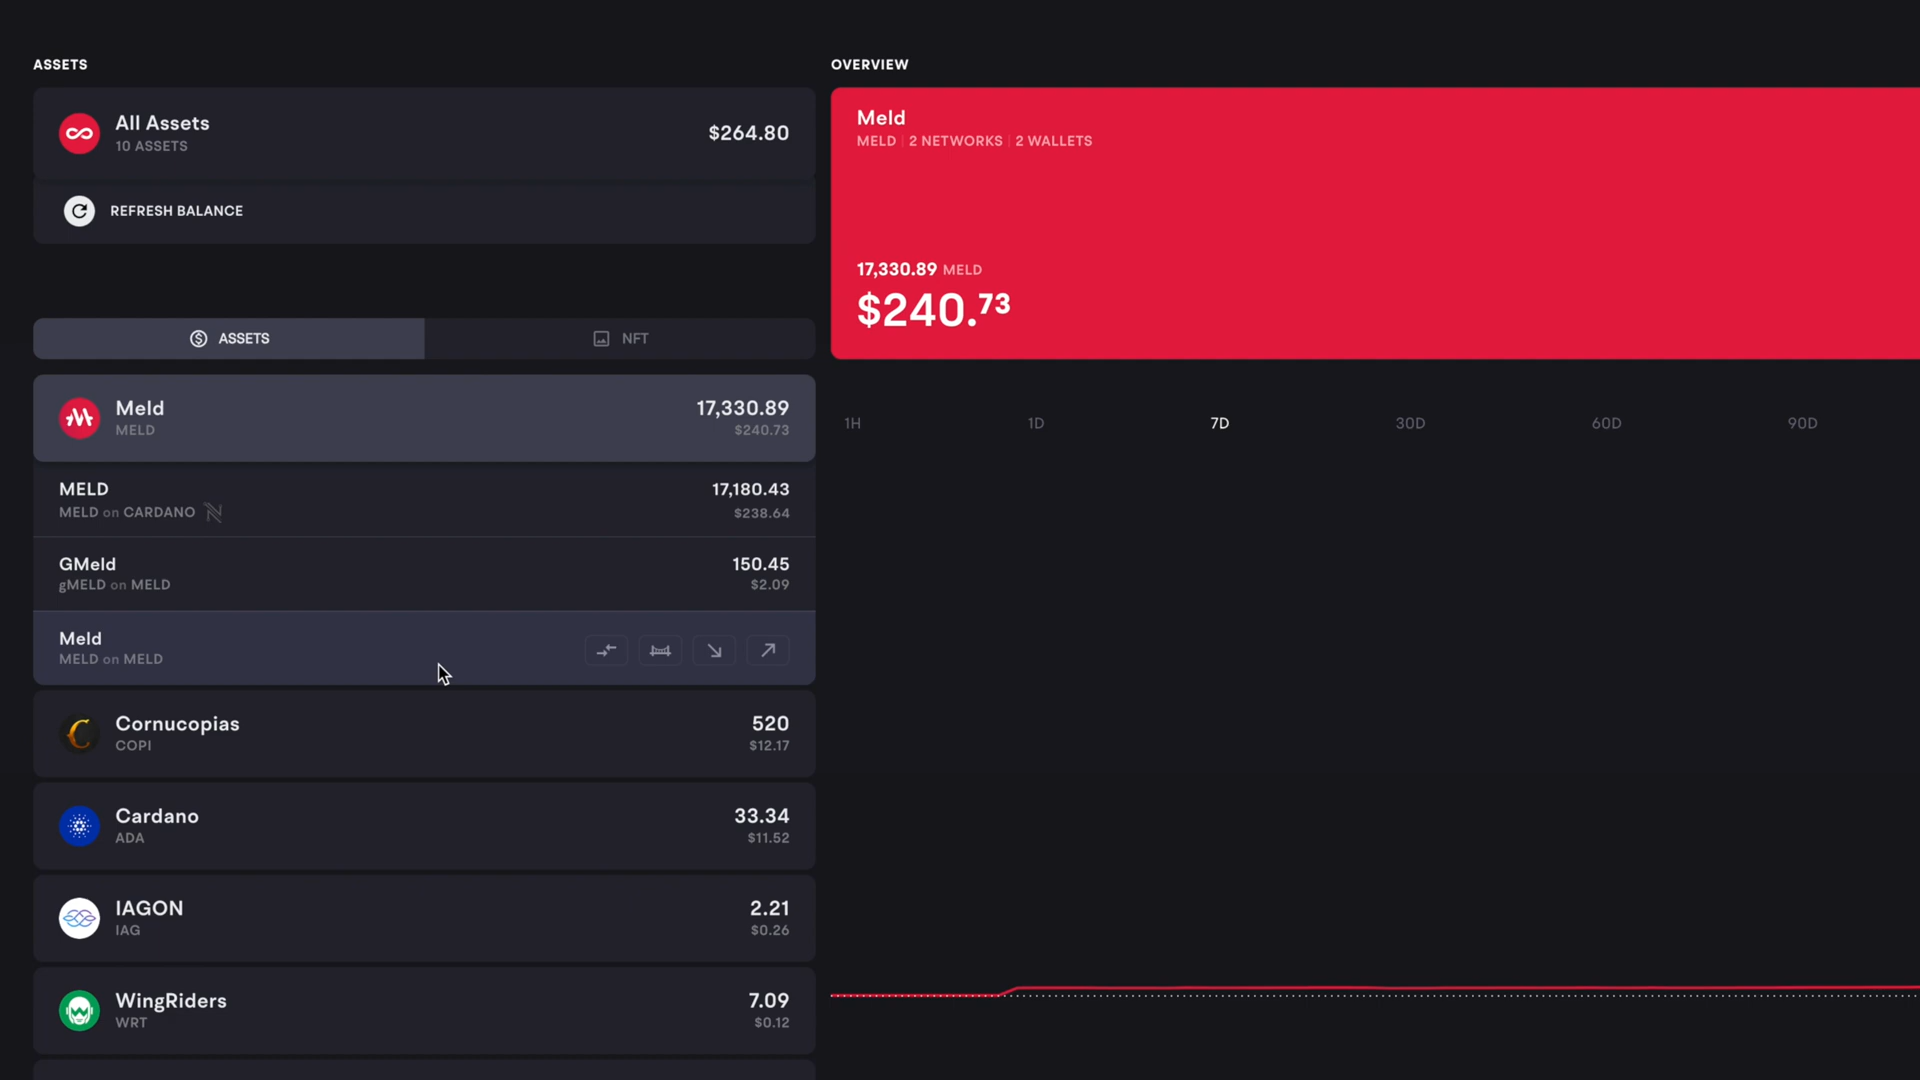 ASSETS
All Assets
10 ASSETS
$264.80
REFRESH BALANCE
ASSETS
NFT
Meld
MELD
17,330.89
$240.73
MELD
MELD on CARDANO
17,180.43
$238.64
GMeld
gMELD on MELD
150.45
$2.09
Meld
MELD on MELD
Cornucopias
COPI
520
$12.17
Cardano
ADA
33.34
$11.52
IAGON
IAG
2.21
$0.26
WingRiders
WRT
7.09
$0.12
OVERVIEW
Meld
MELD | 2 NETWORKS | 2 WALLETS
17,330.89 MELD
$240.73
1H 1D 7D 30D 60D 90D